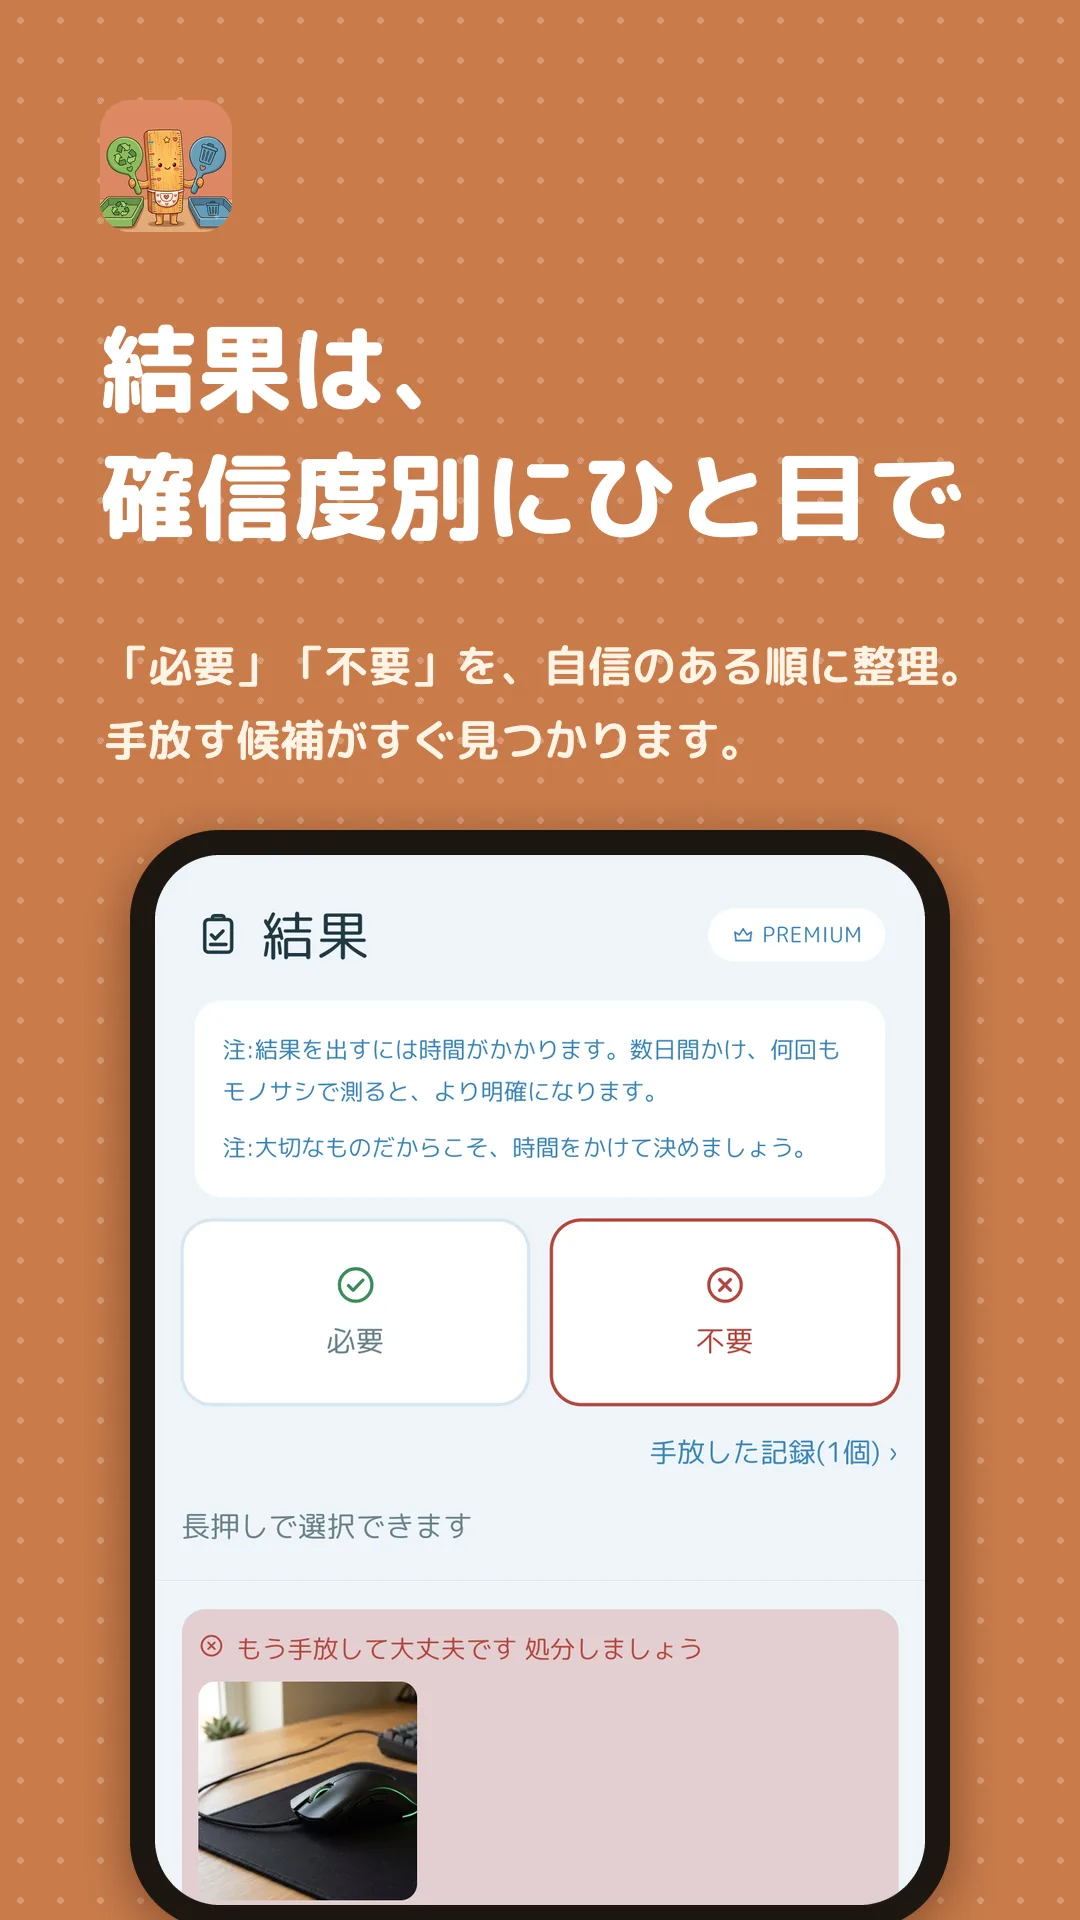 結果は、
確信度別にひと目で
「必要」「不要」を、自信のある順に整理。
手放す候補がすぐ見つかります。
結果
PREMIUM
注:結果を出すには時間がかかります。数日間かけ、何回も
モノサシで測ると、より明確になります。
注:大切なものだからこそ、時間をかけて決めましょう。
必要
不要
手放した記録(1個) ›
長押しで選択できます
もう手放して大丈夫です 処分しましょう